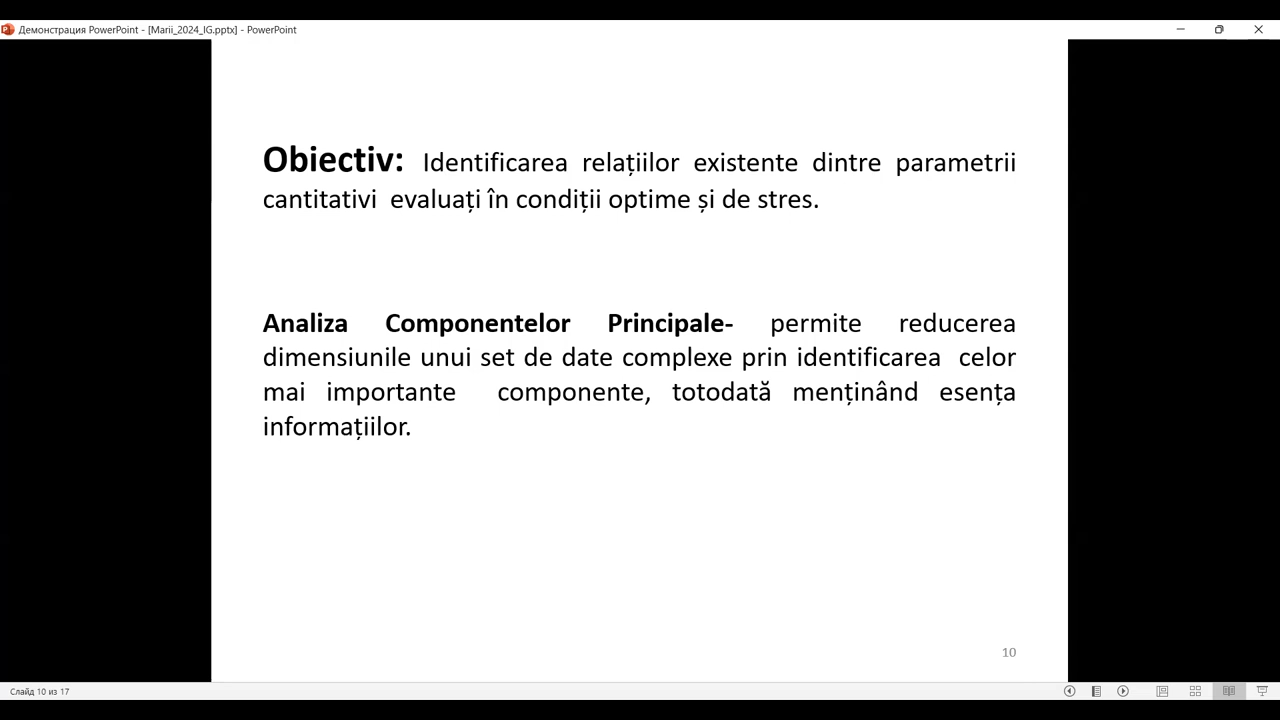 Демонстрация PowerPoint - [Marii_2024_IG.pptx] - PowerPoint
Obiectiv: Identificarea relațiilor existente dintre parametrii
cantitativi evaluați în condiții optime și de stres.
Analiza Componentelor Principale- permite reducerea
dimensiunile unui set de date complexe prin identificarea celor
mai importante componente, totodată menținând esența
informațiilor.
10
Слайд 10 из 17